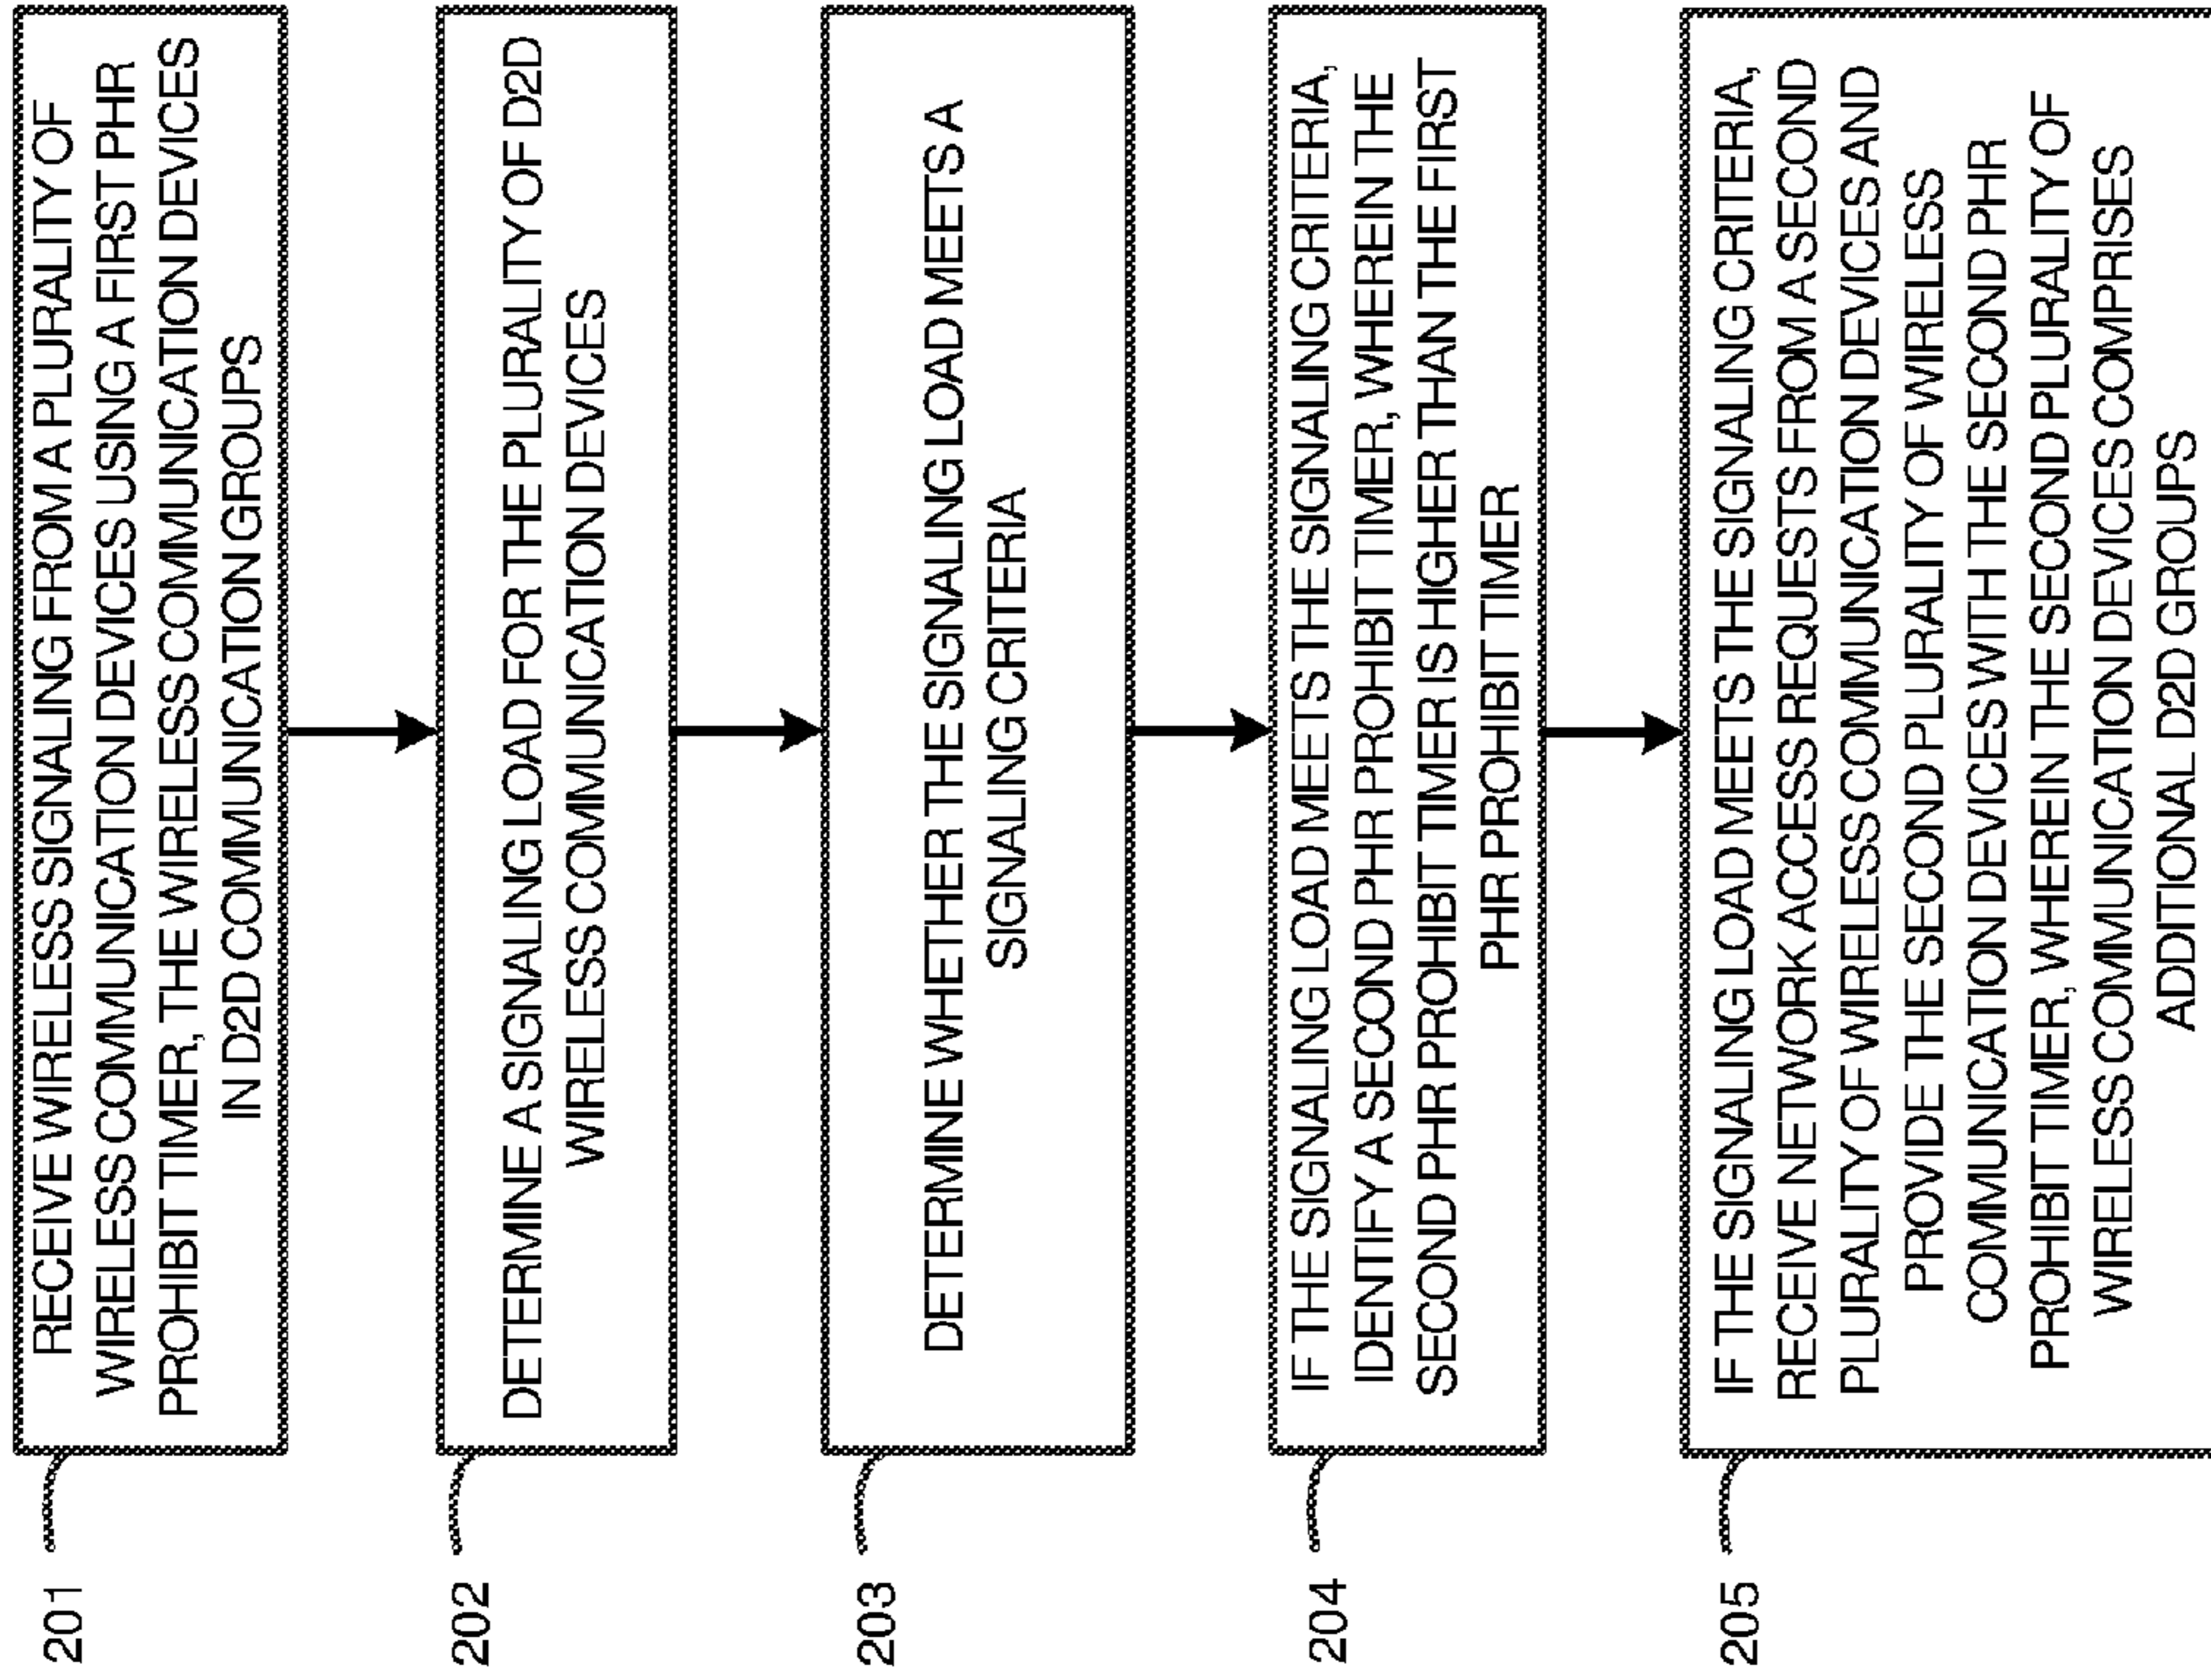 201
RECEIVE WIRELESS SIGNALING FROM A PLURALITY OF
WIRELESS COMMUNICATION DEVICES USING A FIRST PHR
PROHIBIT TIMER, THE WIRELESS COMMUNICATION DEVICES
IN D2D COMMUNICATION GROUPS
202
DETERMINE A SIGNALING LOAD FOR THE PLURALITY OF D2D
WIRELESS COMMUNICATION DEVICES
203
DETERMINE WHETHER THE SIGNALING LOAD MEETS A
SIGNALING CRITERIA
204
IF THE SIGNALING LOAD MEETS THE SIGNALING CRITERIA,
IDENTIFY A SECOND PHR PROHIBIT TIMER, WHEREIN THE
SECOND PHR PROHIBIT TIMER IS HIGHER THAN THE FIRST
PHR PROHIBIT TIMER
205
IF THE SIGNALING LOAD MEETS THE SIGNALING CRITERIA,
RECEIVE NETWORK ACCESS REQUESTS FROM A SECOND
PLURALITY OF WIRELESS COMMUNICATION DEVICES AND
PROVIDE THE SECOND PLURALITY OF WIRELESS
COMMUNICATION DEVICES WITH THE SECOND PHR
PROHIBIT TIMER, WHEREIN THE SECOND PLURALITY OF
WIRELESS COMMUNICATION DEVICES COMPRISES
ADDITIONAL D2D GROUPS